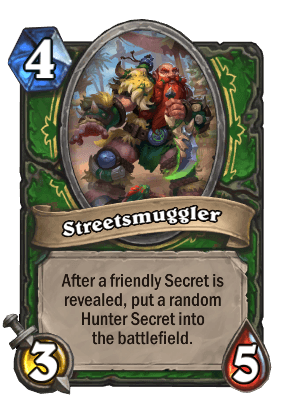 4
Streetsmuggler
After a friendly Secret is
revealed, put a random
Hunter Secret into
the battlefield.
3
5